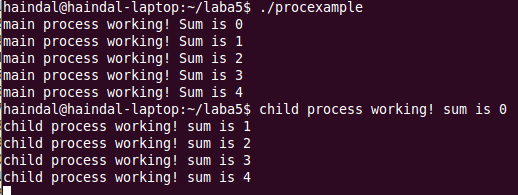 haindal@haindal-laptop:~/laba5$ ./procexample
main process working! Sum is 0
main process working! Sum is 1
main process working! Sum is 2
main process working! Sum is 3
main process working! Sum is 4
haindal@haindal-laptop:~/laba5$ child process working! sum is 0
child process working! sum is 1
child process working! sum is 2
child process working! sum is 3
child process working! sum is 4